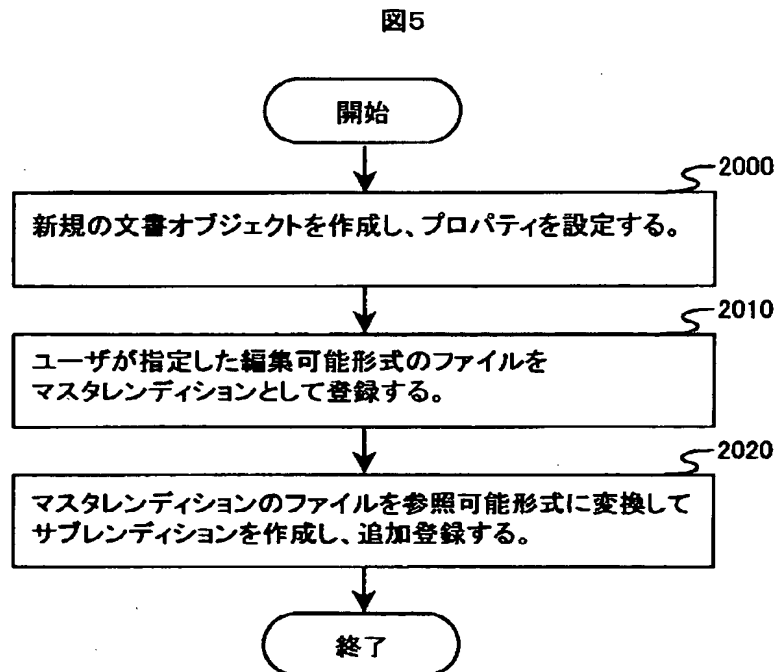 図5
開始
2000
新規の文書オブジェクトを作成し、プロパティを設定する。
2010
ユーザが指定した編集可能形式のファイルを
マスタレンディションとして登録する。
2020
マスタレンディションのファイルを参照可能形式に変換して
サブレンディションを作成し、追加登録する。
終了